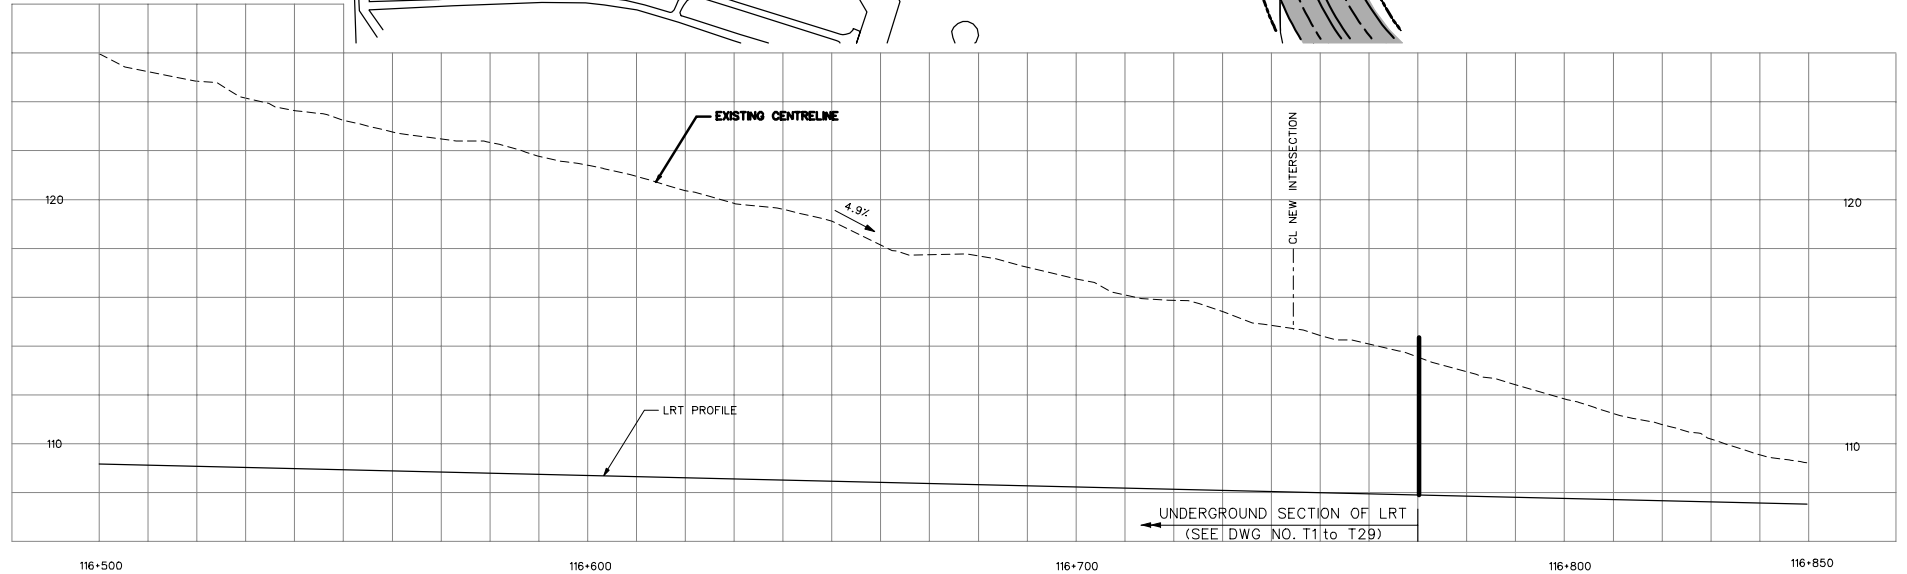 EXISTING CENTRELINE
CL NEW INTERSECTION
120
4.9%
120
LRT PROFILE
110
110
UNDERGROUND SECTION OF LRT
(SEE DWG NO. T1 to T29)
116+500
116+600
116+700
116+800
116+850